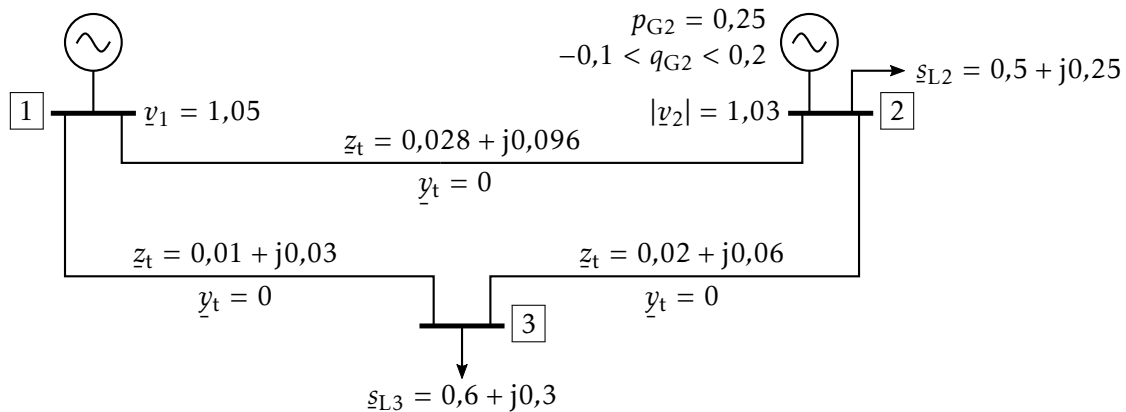 p_G2 = 0,25
−0,1 < q_G2 < 0,2
s_L2 = 0,5 + j0,25
1
v_1 = 1,05
|v_2| = 1,03
2
z_t = 0,028 + j0,096
y_t = 0
z_t = 0,01 + j0,03
z_t = 0,02 + j0,06
y_t = 0
y_t = 0
3
s_L3 = 0,6 + j0,3